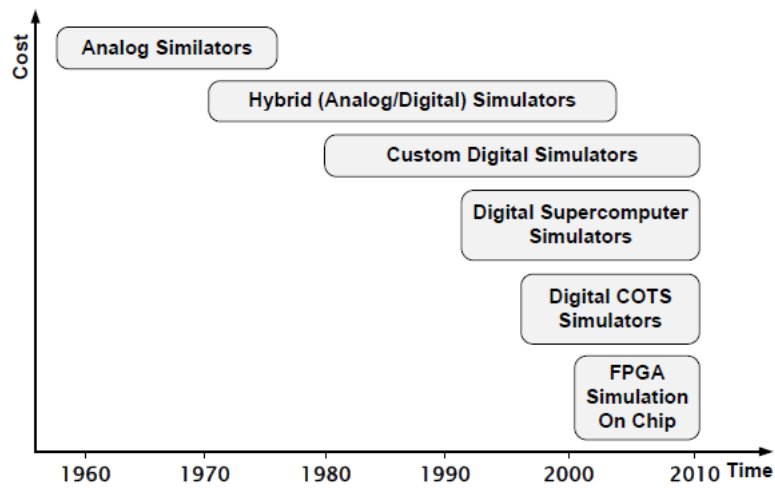 Cost
Analog Similators
Hybrid (Analog/Digital) Simulators
Custom Digital Simulators
Digital Supercomputer
Simulators
Digital COTS
Simulators
FPGA
Simulation
On Chip
1960 1970 1980 1990 2000 2010 Time